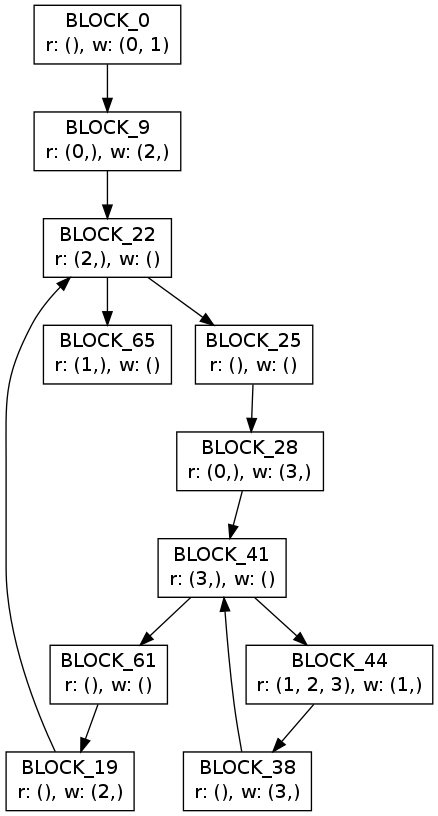 BLOCK_0
r: (), w: (0, 1)
BLOCK_9
r: (0,), w: (2,)
BLOCK_22
r: (2,), w: ()
BLOCK_65
r: (1,), w: ()
BLOCK_25
r: (), w: ()
BLOCK_28
r: (0,), w: (3,)
BLOCK_41
r: (3,), w: ()
BLOCK_61
r: (), w: ()
BLOCK_44
r: (1, 2, 3), w: (1,)
BLOCK_19
r: (), w: (2,)
BLOCK_38
r: (), w: (3,)